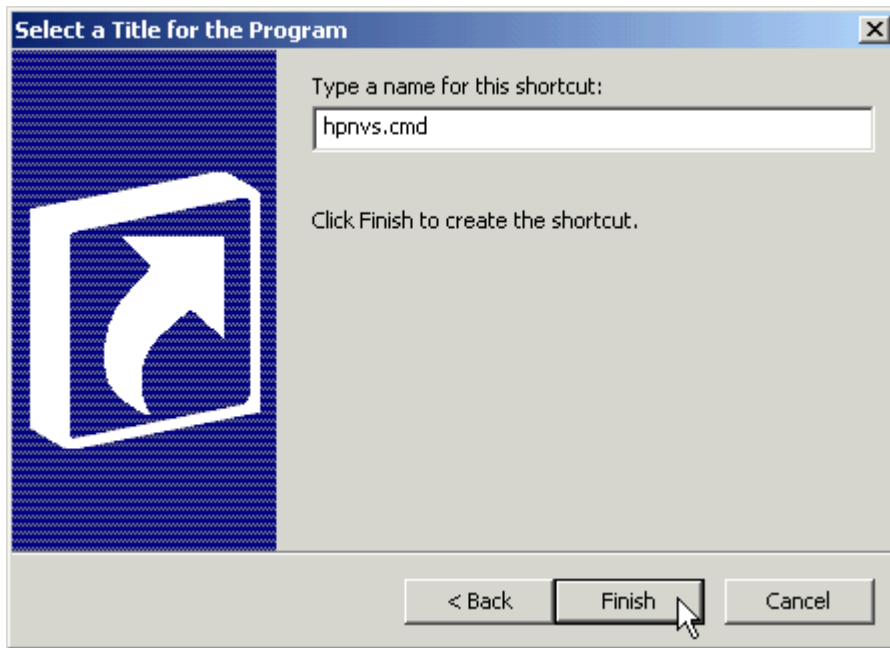 Select a Title for the Program
Type a name for this shortcut:
hpnvs.cmd
Click Finish to create the shortcut.
< Back
Finish
Cancel